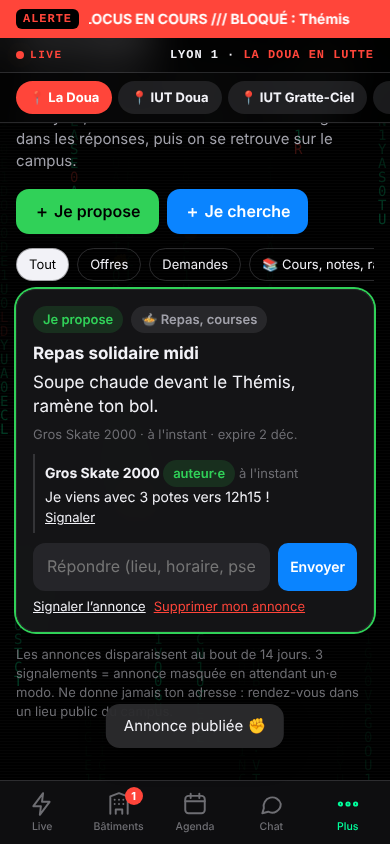 ALERTE .OCUS EN COURS /// BLOQUÉ : Thémis
LIVE LYON 1 · LA DOUA EN LUTTE
📍 La Doua 📍 IUT Doua 📍 IUT Gratte-Ciel
dans les réponses, puis on se retrouve sur le
campus.
+ Je propose + Je cherche
Tout Offres Demandes 📚 Cours, notes, ra
Je propose 🍲 Repas, courses
Repas solidaire midi
Soupe chaude devant le Thémis,
ramène ton bol.
Gros Skate 2000 · à l'instant · expire 2 déc.
Gros Skate 2000 auteur·e à l'instant
Je viens avec 3 potes vers 12h15 !
Signaler
Répondre (lieu, horaire, pse Envoyer
Signaler l'annonce Supprimer mon annonce
Les annonces disparaissent au bout de 14 jours. 3
signalements = annonce masquée en attendant un·e
modo. Ne donne jamais ton adresse : rendez-vous dans
un lieu public d
Annonce publiée ✊
1
Live Bâtiments Agenda Chat Plus